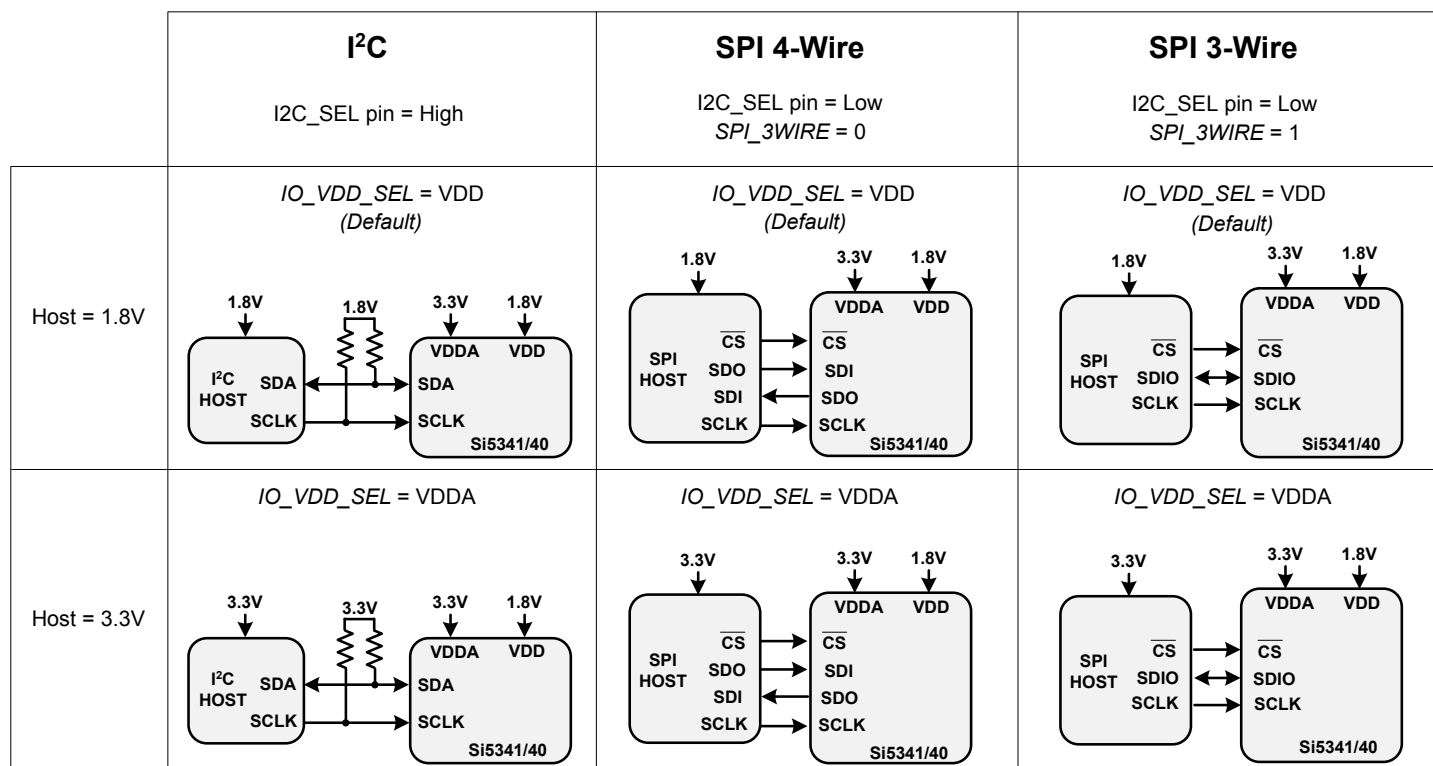 I²C
I2C_SEL pin = High
SPI 4-Wire
I2C_SEL pin = Low
SPI_3WIRE = 0
SPI 3-Wire
I2C_SEL pin = Low
SPI_3WIRE = 1
Host = 1.8V
IO_VDD_SEL = VDD
(Default)
1.8V 1.8V 3.3V 1.8V
VDDA VDD
I²C
HOST
SDA SDA
SCLK SCLK
Si5341/40
IO_VDD_SEL = VDD
(Default)
1.8V 3.3V 1.8V
VDDA VDD
SPI
HOST
CS CS
SDO SDI
SDI SDO
SCLK SCLK
Si5341/40
IO_VDD_SEL = VDD
(Default)
1.8V 3.3V 1.8V
VDDA VDD
SPI
HOST
CS CS
SDIO SDIO
SCLK SCLK
Si5341/40
Host = 3.3V
IO_VDD_SEL = VDDA
3.3V 3.3V 3.3V 1.8V
VDDA VDD
I²C
HOST
SDA SDA
SCLK SCLK
Si5341/40
IO_VDD_SEL = VDDA
3.3V 3.3V 1.8V
VDDA VDD
SPI
HOST
CS CS
SDO SDI
SDI SDO
SCLK SCLK
Si5341/40
IO_VDD_SEL = VDDA
3.3V 3.3V 1.8V
VDDA VDD
SPI
HOST
CS CS
SDIO SDIO
SCLK SCLK
Si5341/40